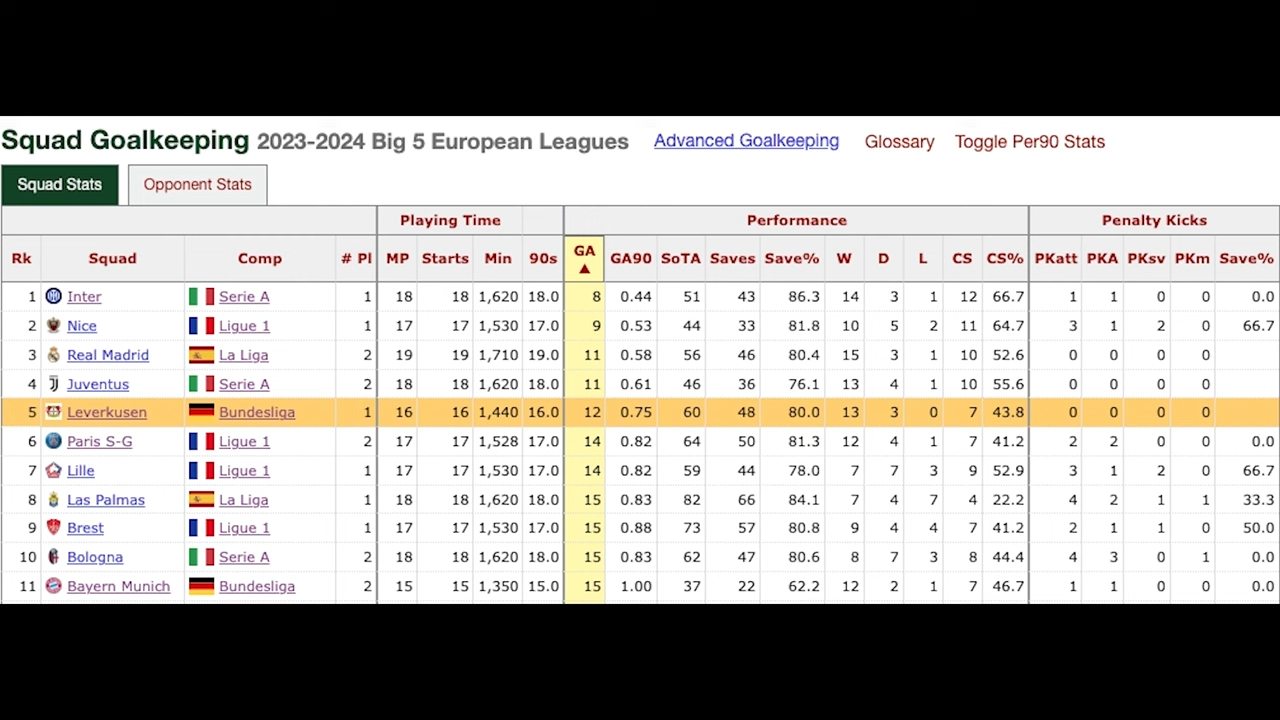 Squad Goalkeeping 2023-2024 Big 5 European Leagues Advanced Goalkeeping Glossary Toggle Per90 Stats
Squad Stats Opponent Stats
Playing Time Performance Penalty Kicks
Rk Squad Comp # Pl MP Starts Min 90s GA ▲ GA90 SoTA Saves Save% W D L CS CS% PKatt PKA PKsv PKm Save%
1 Inter Serie A 1 18 18 1,620 18.0 8 0.44 51 43 86.3 14 3 1 12 66.7 1 1 0 0 0.0
2 Nice Ligue 1 1 17 17 1,530 17.0 9 0.53 44 33 81.8 10 5 2 11 64.7 3 1 2 0 66.7
3 Real Madrid La Liga 2 19 19 1,710 19.0 11 0.58 56 46 80.4 15 3 1 10 52.6 0 0 0 0
4 Juventus Serie A 2 18 18 1,620 18.0 11 0.61 46 36 76.1 13 4 1 10 55.6 0 0 0 0
5 Leverkusen Bundesliga 1 16 16 1,440 16.0 12 0.75 60 48 80.0 13 3 0 7 43.8 0 0 0 0
6 Paris S-G Ligue 1 2 17 17 1,528 17.0 14 0.82 64 50 81.3 12 4 1 7 41.2 2 2 0 0 0.0
7 Lille Ligue 1 1 17 17 1,530 17.0 14 0.82 59 44 78.0 7 7 3 9 52.9 3 1 2 0 66.7
8 Las Palmas La Liga 1 18 18 1,620 18.0 15 0.83 82 66 84.1 7 4 7 4 22.2 4 2 1 1 33.3
9 Brest Ligue 1 1 17 17 1,530 17.0 15 0.88 73 57 80.8 9 4 4 7 41.2 2 1 1 0 50.0
10 Bologna Serie A 2 18 18 1,620 18.0 15 0.83 62 47 80.6 8 7 3 8 44.4 4 3 0 1 0.0
11 Bayern Munich Bundesliga 2 15 15 1,350 15.0 15 1.00 37 22 62.2 12 2 1 7 46.7 1 1 0 0 0.0